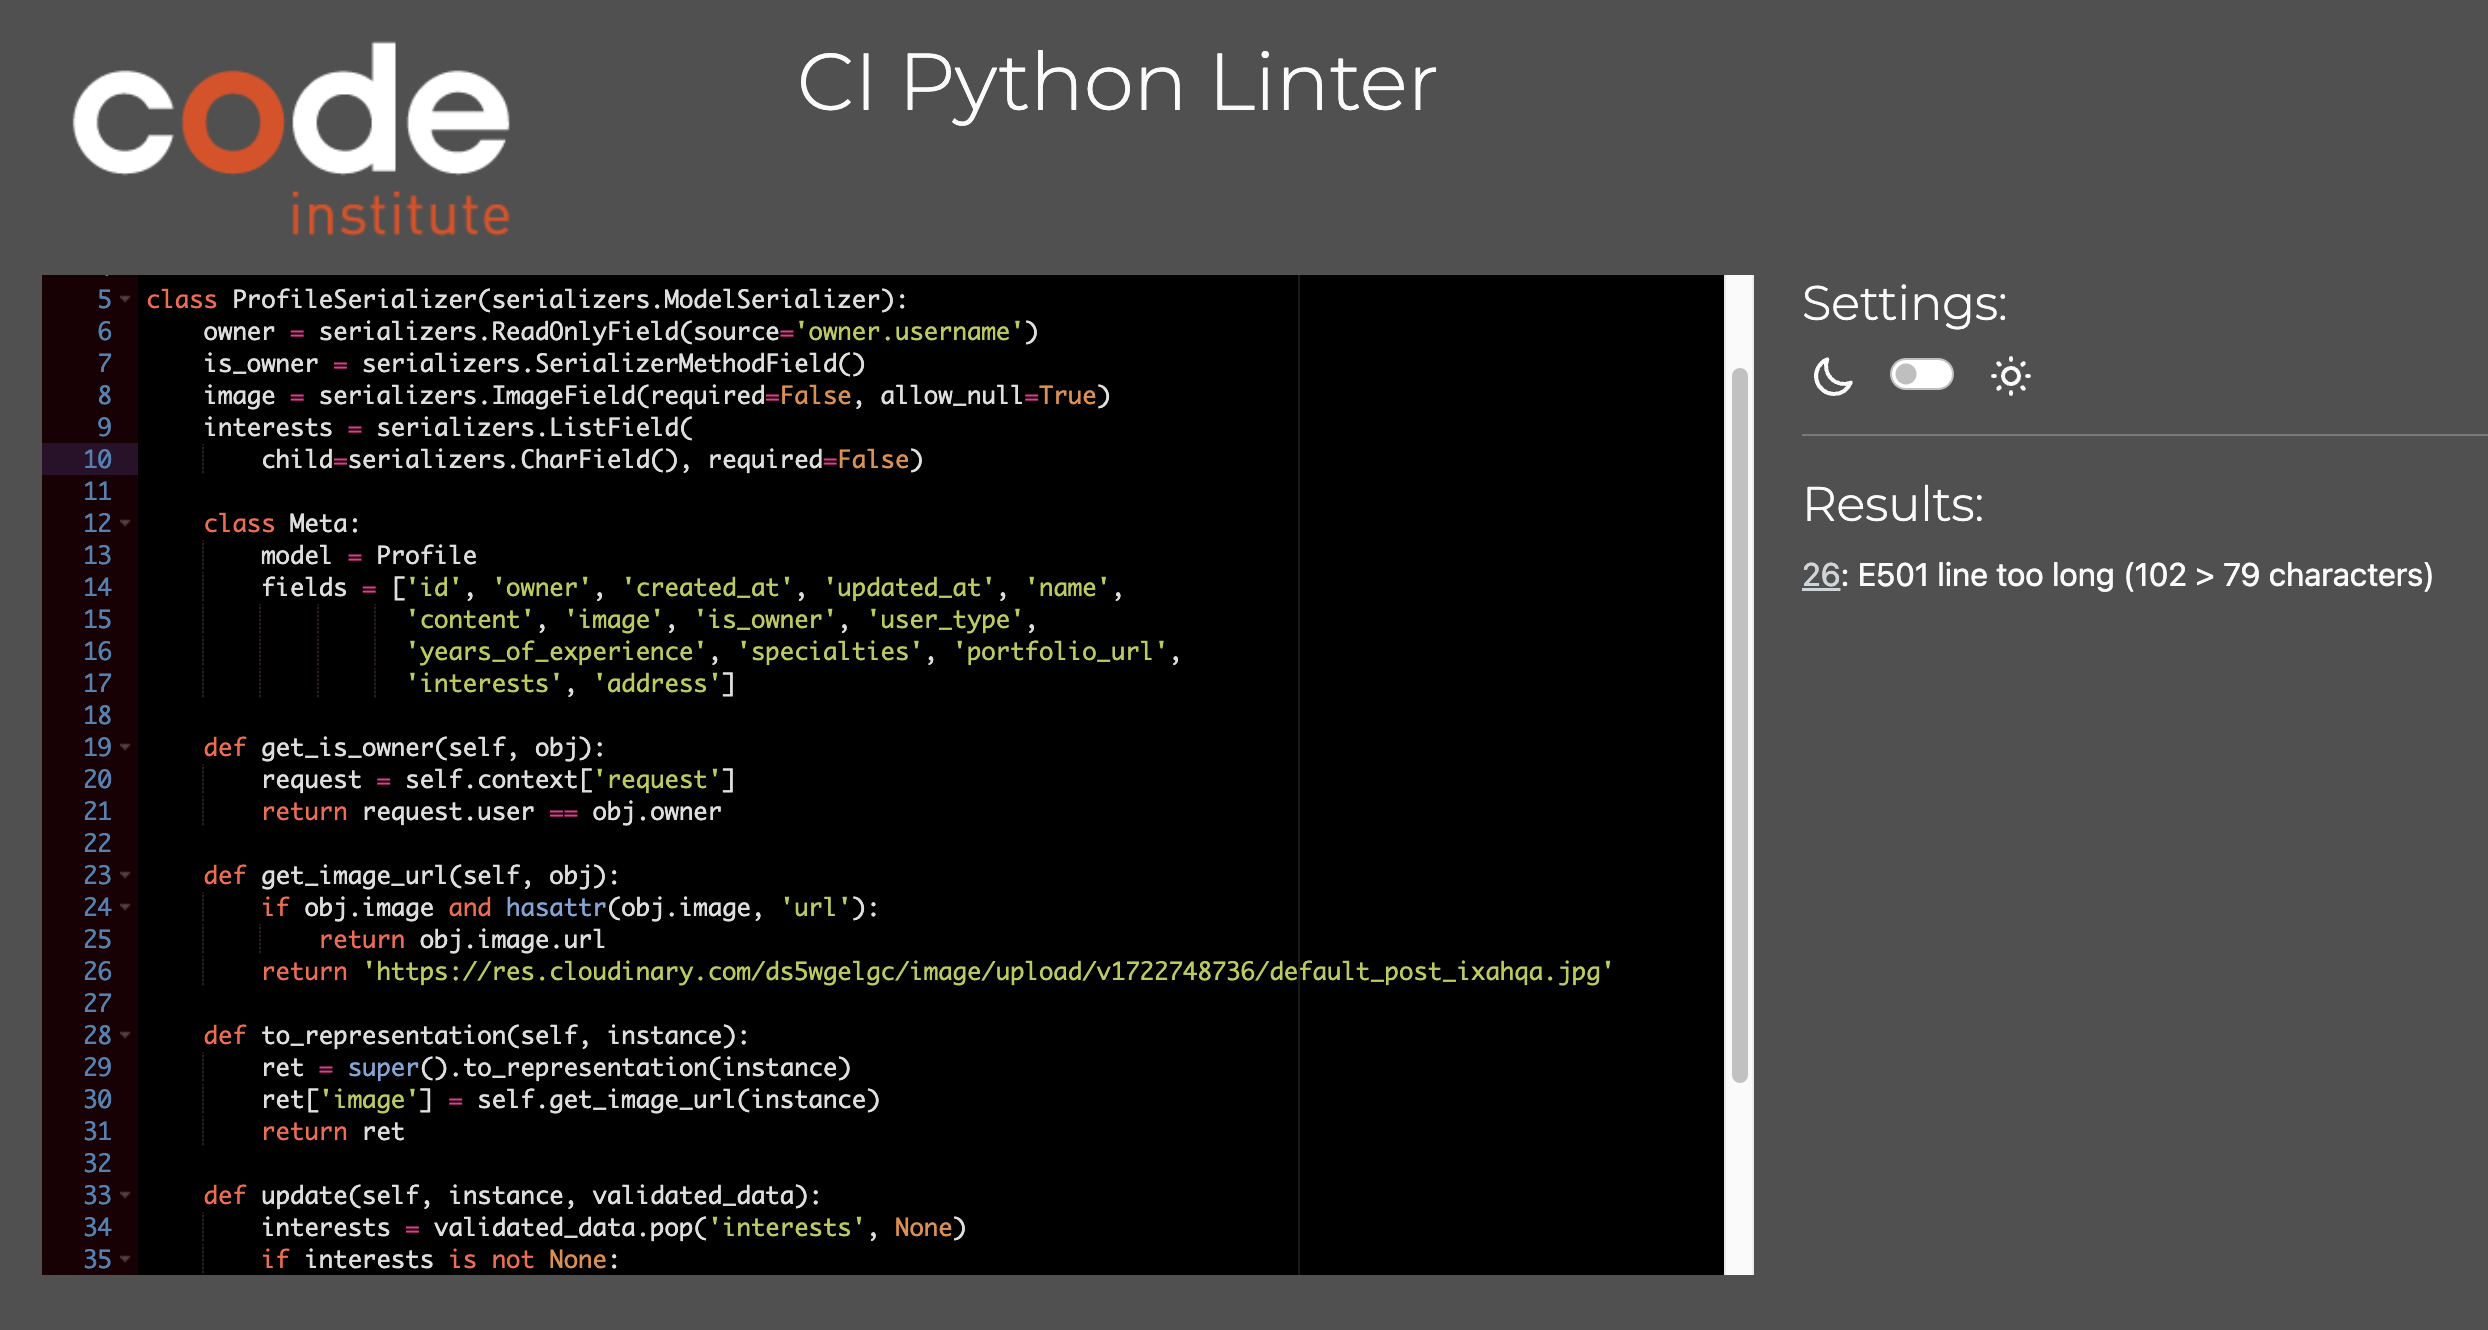 code
institute
CI Python Linter
5 class ProfileSerializer(serializers.ModelSerializer):
6     owner = serializers.ReadOnlyField(source='owner.username')
7     is_owner = serializers.SerializerMethodField()
8     image = serializers.ImageField(required=False, allow_null=True)
9     interests = serializers.ListField(
10         child=serializers.CharField(), required=False)
11
12     class Meta:
13         model = Profile
14         fields = ['id', 'owner', 'created_at', 'updated_at', 'name',
15                   'content', 'image', 'is_owner', 'user_type',
16                   'years_of_experience', 'specialties', 'portfolio_url',
17                   'interests', 'address']
18
19     def get_is_owner(self, obj):
20         request = self.context['request']
21         return request.user == obj.owner
22
23     def get_image_url(self, obj):
24         if obj.image and hasattr(obj.image, 'url'):
25             return obj.image.url
26         return 'https://res.cloudinary.com/ds5wgelgc/image/upload/v1722748736/default_post_ixahqa.jpg'
27
28     def to_representation(self, instance):
29         ret = super().to_representation(instance)
30         ret['image'] = self.get_image_url(instance)
31         return ret
32
33     def update(self, instance, validated_data):
34         interests = validated_data.pop('interests', None)
35         if interests is not None:
Settings:
Results:
26: E501 line too long (102 > 79 characters)